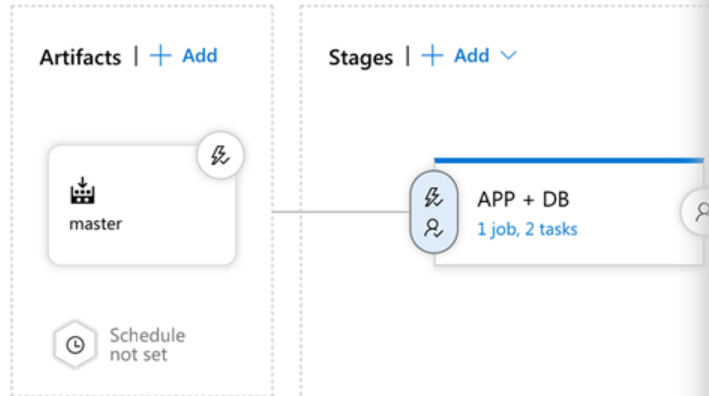 Artifacts | + Add
Stages | + Add
master
APP + DB
1 job, 2 tasks
Schedule
not set